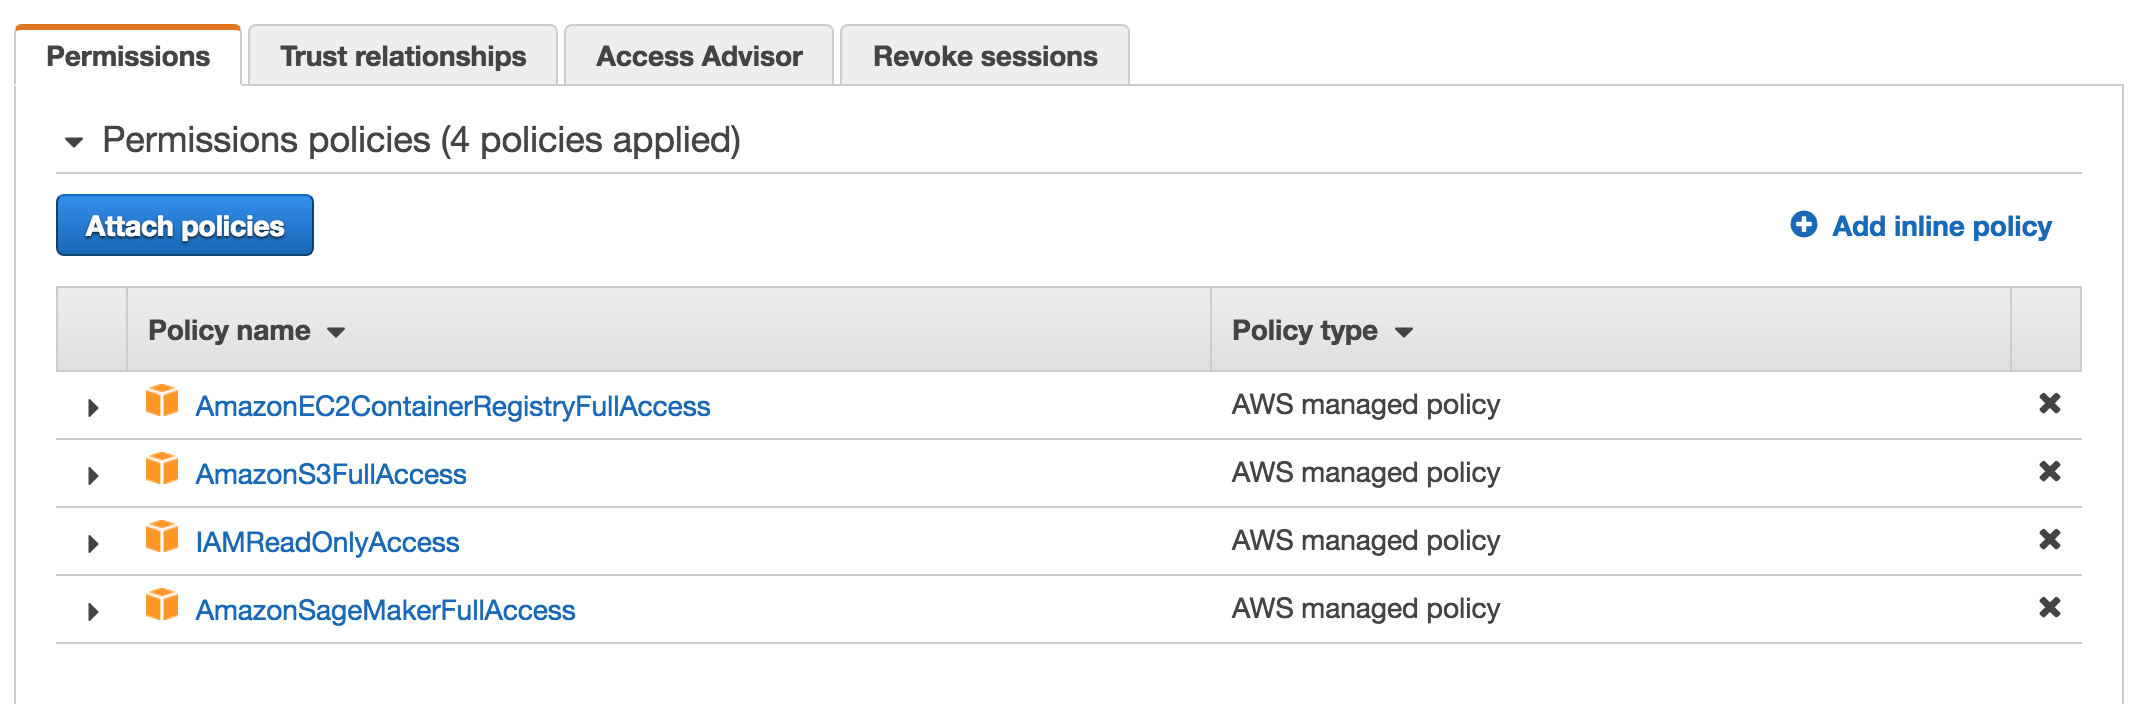 Permissions Trust relationships Access Advisor Revoke sessions
Permissions policies (4 policies applied)
Attach policies Add inline policy
Policy name Policy type
AmazonEC2ContainerRegistryFullAccess AWS managed policy
AmazonS3FullAccess AWS managed policy
IAMReadOnlyAccess AWS managed policy
AmazonSageMakerFullAccess AWS managed policy